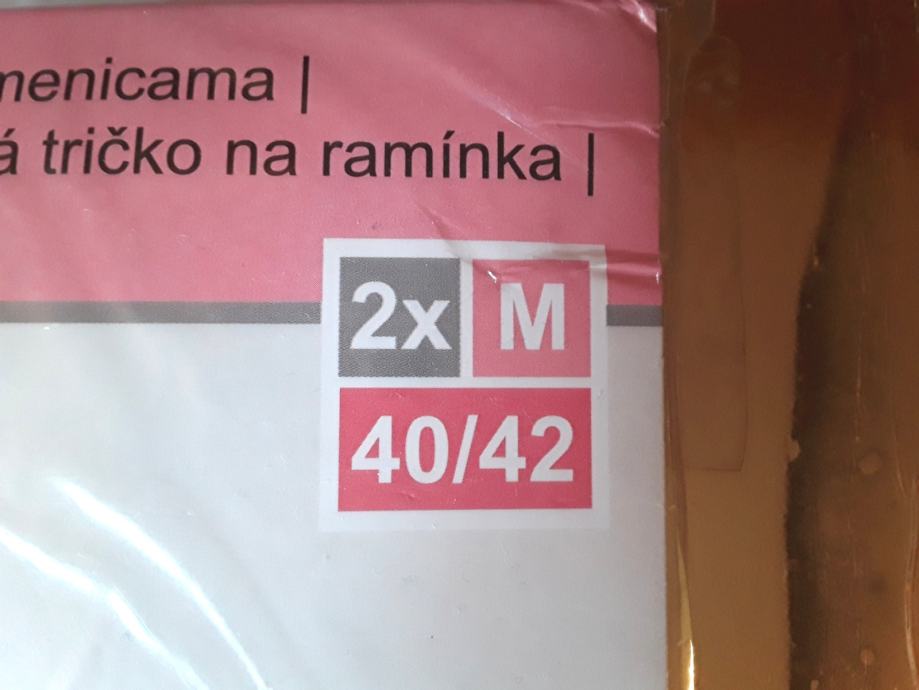 menicama |
á tričko na ramínka |
2x M
40/42